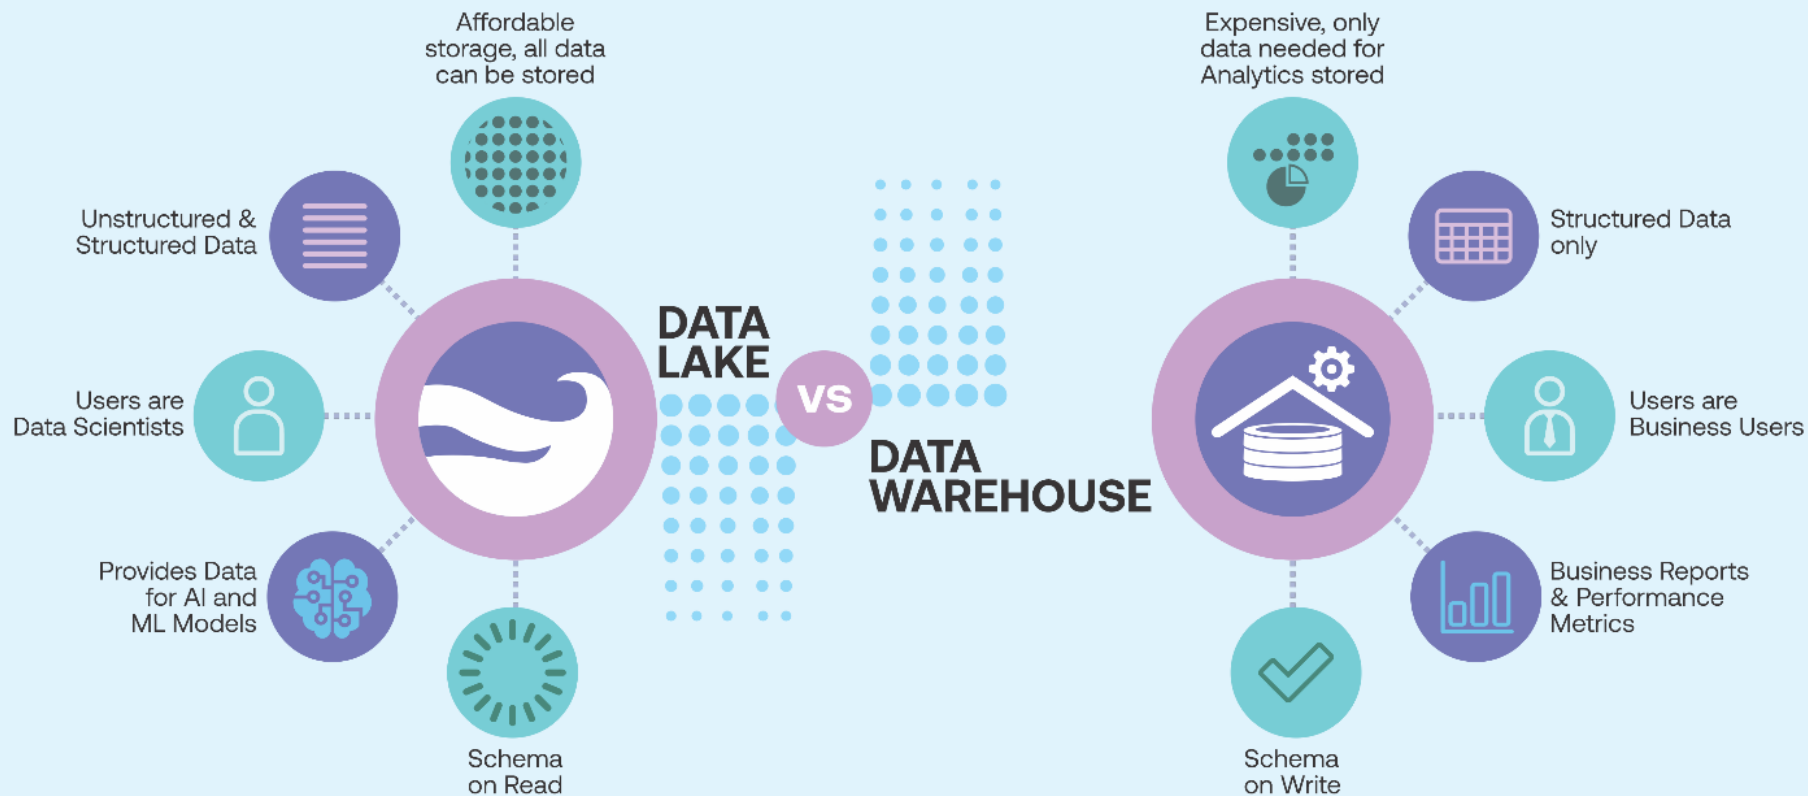 Affordable
storage, all data
can be stored
Unstructured &
Structured Data
Users are
Data Scientists
Provides Data
for AI and
ML Models
Schema
on Read
DATA
LAKE
VS
DATA
WAREHOUSE
Expensive, only
data needed for
Analytics stored
Structured Data
only
Users are
Business Users
Business Reports
& Performance
Metrics
Schema
on Write